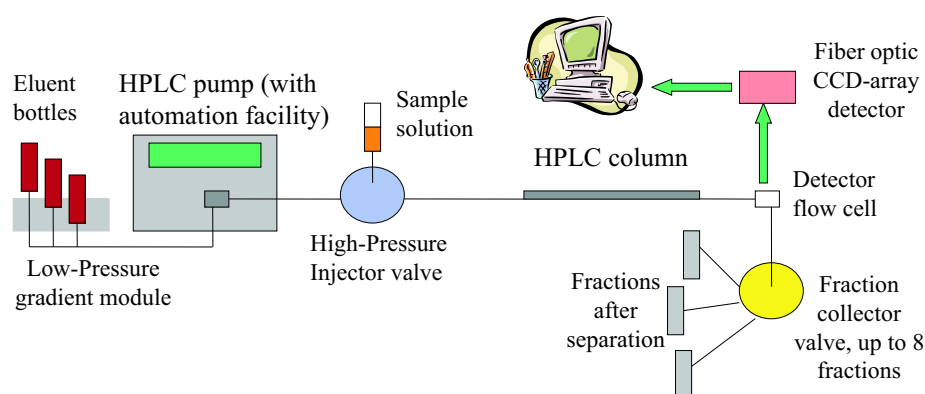 Eluent
bottles
HPLC pump (with
automation facility)
Sample
solution
Fiber optic
CCD-array
detector
HPLC column
Detector
flow cell
High-Pressure
Injector valve
Low-Pressure
gradient module
Fractions
after
separation
Fraction
collector
valve, up to 8
fractions